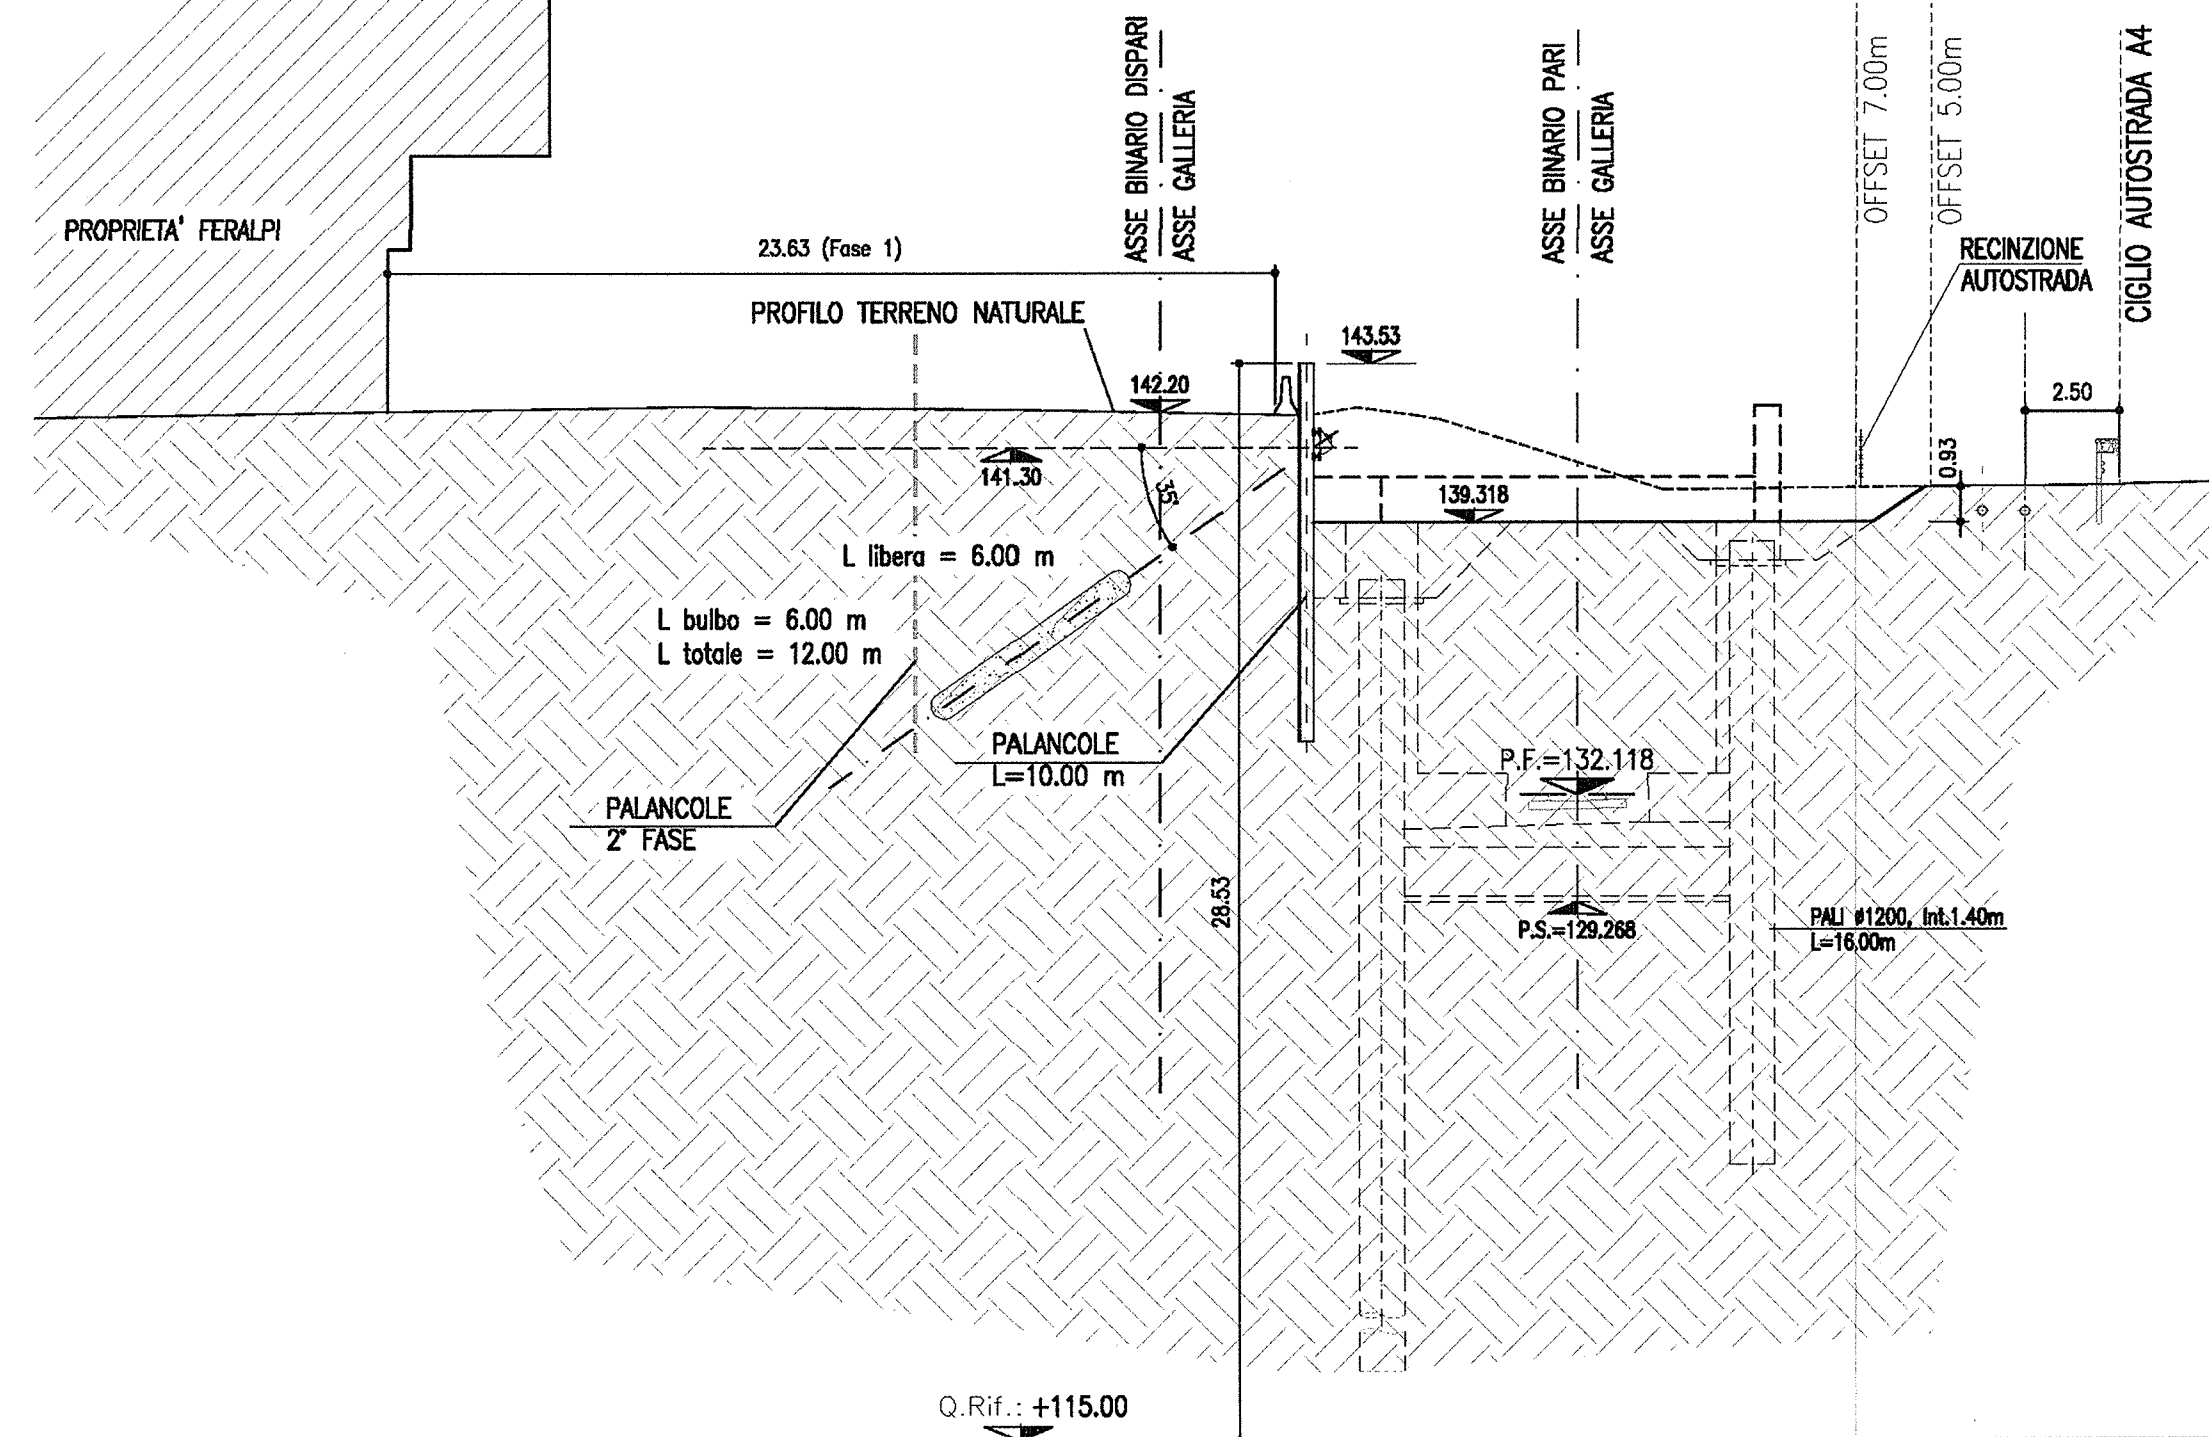 ASSE BINARIO DISPARI
ASSE GALLERIA
ASSE BINARIO PARI
ASSE GALLERIA
OFFSET 7.00m
OFFSET 5.00m
CIGLIO AUTOSTRADA A4
PROPRIETA' FERALPI
23.63 (Fase 1)
RECINZIONE
AUTOSTRADA
PROFILO TERRENO NATURALE
143.53
142.20
2.50
141.30
35°
0.93
139.318
L libera = 6.00 m
L bulbo = 6.00 m
L totale = 12.00 m
PALANCOLE
L=10.00 m
P.F.=132.118
PALANCOLE
2° FASE
28.53
P.S.=129.268
PALI ø1200, Int.1.40m
L=16.00m
Q.Rif.: +115.00